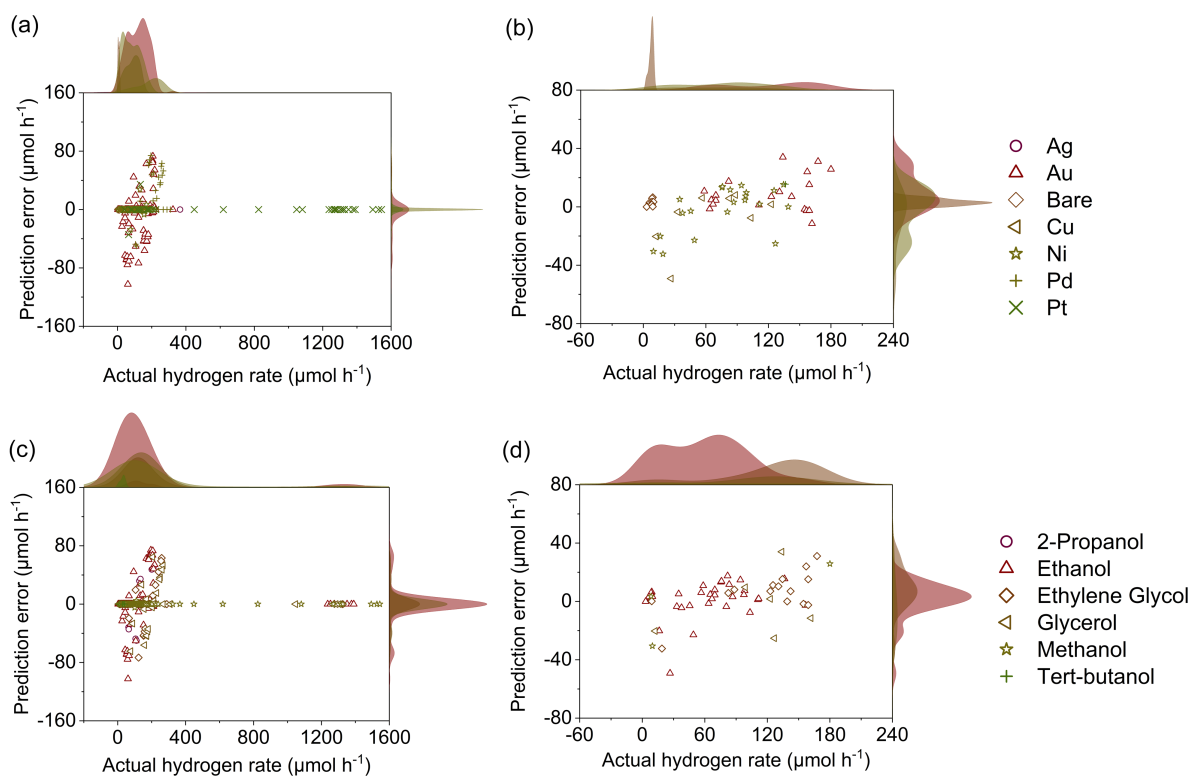 (a)
160
80
0
-80
-160
0
400
800
1200
1600
Prediction error (µmol h⁻¹)
Actual hydrogen rate (µmol h⁻¹)
(b)
80
40
0
-40
-80
-60
0
60
120
180
240
Prediction error (µmol h⁻¹)
Actual hydrogen rate (µmol h⁻¹)
Ag
Au
Bare
Cu
Ni
Pd
Pt
(c)
160
80
0
-80
-160
0
400
800
1200
1600
Prediction error (µmol h⁻¹)
Actual hydrogen rate (µmol h⁻¹)
(d)
80
40
0
-40
-80
-60
0
60
120
180
240
Prediction error (µmol h⁻¹)
Actual hydrogen rate (µmol h⁻¹)
2-Propanol
Ethanol
Ethylene Glycol
Glycerol
Methanol
Tert-butanol